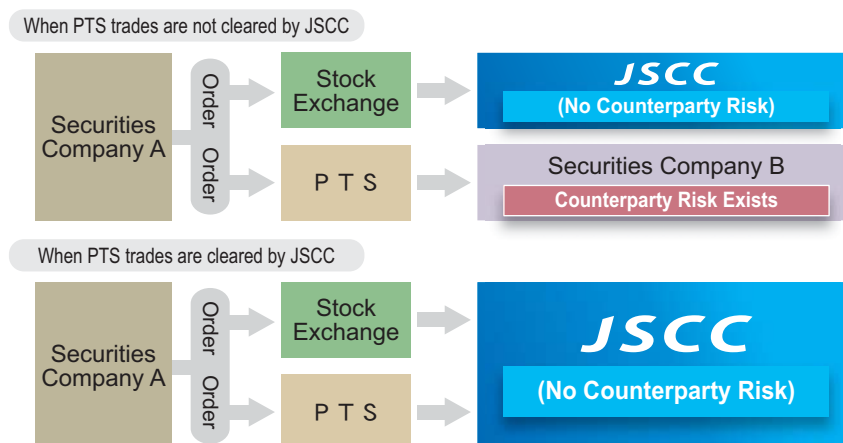 When PTS trades are not cleared by JSCC
Securities
Company A
Order
Order
Stock
Exchange
P T S
JSCC
(No Counterparty Risk)
Securities Company B
Counterparty Risk Exists
When PTS trades are cleared by JSCC
Securities
Company A
Order
Order
Stock
Exchange
P T S
JSCC
(No Counterparty Risk)